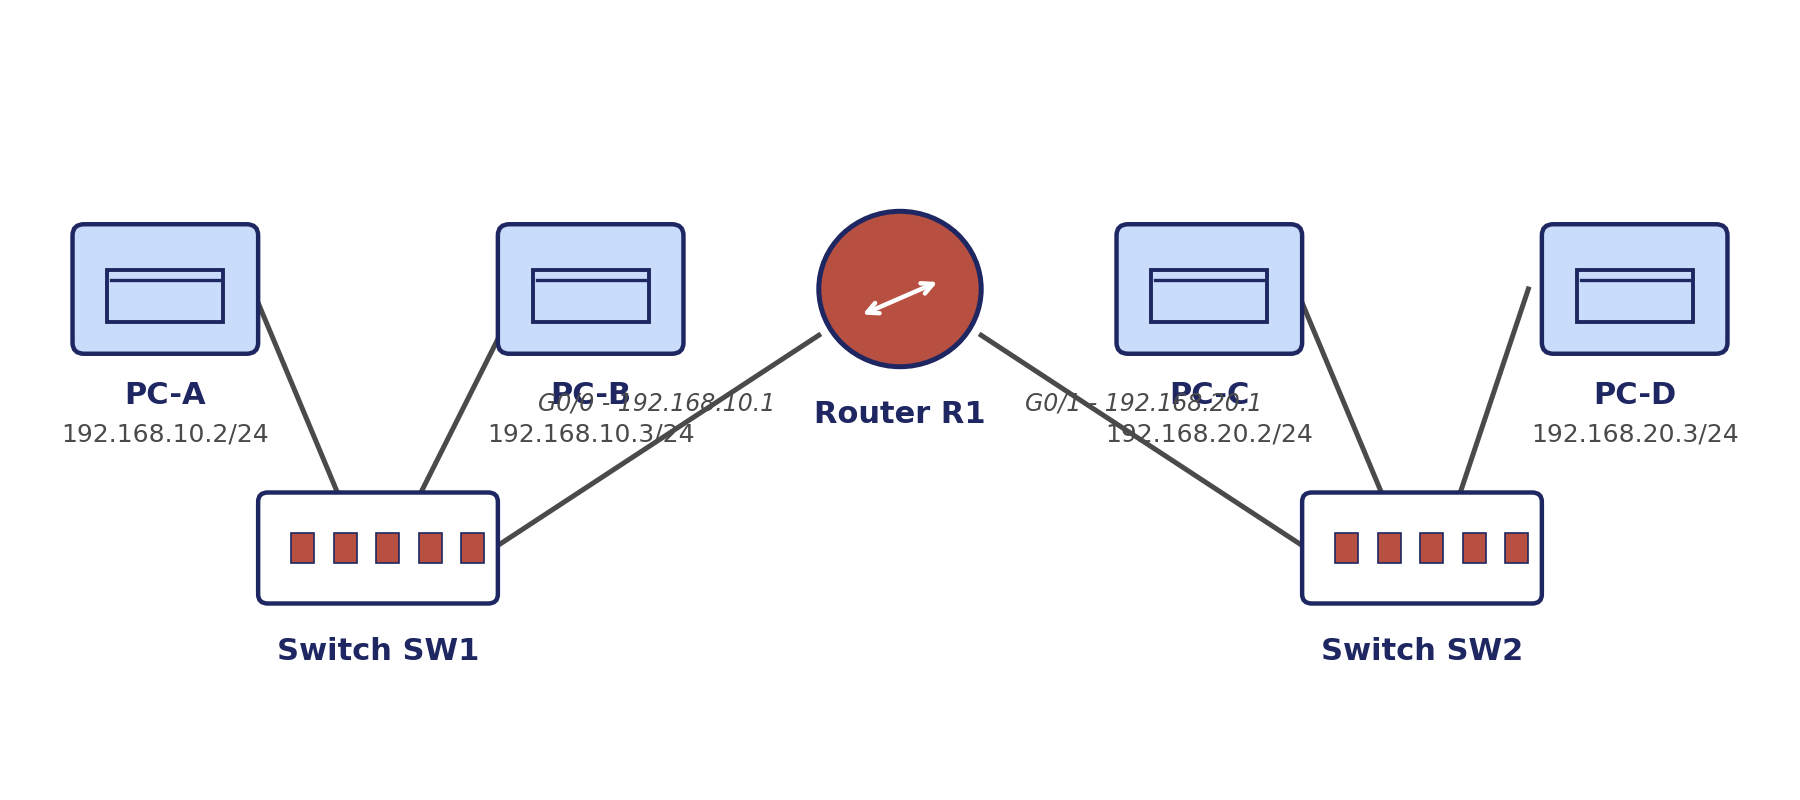 PC-A
192.168.10.2/24
PC-B
192.168.10.3/24
G0/0 - 192.168.10.1
Router R1
G0/1 - 192.168.20.1
PC-C
192.168.20.2/24
PC-D
192.168.20.3/24
Switch SW1
Switch SW2